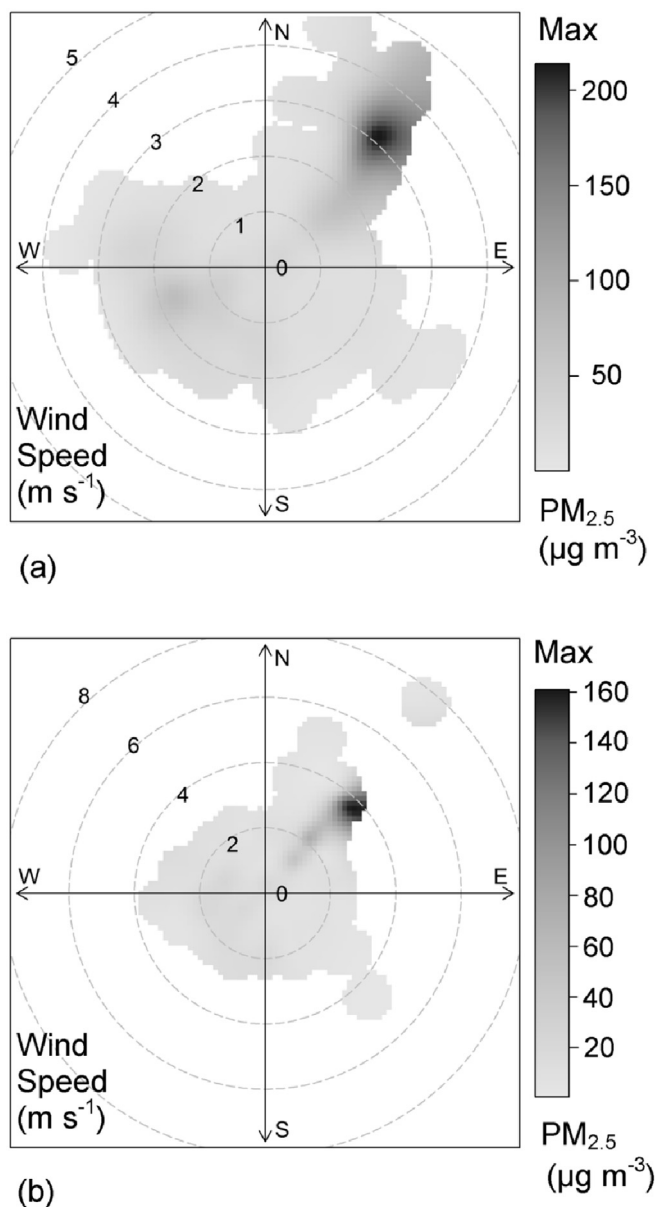 Max
N
5
4
3
2
1
0
W
E
S
200
150
100
50
Wind
Speed
(m s⁻¹)
PM₂.₅
(µg m⁻³)
(a)
Max
N
8
6
4
2
0
W
E
S
160
140
120
100
80
60
40
20
Wind
Speed
(m s⁻¹)
PM₂.₅
(µg m⁻³)
(b)